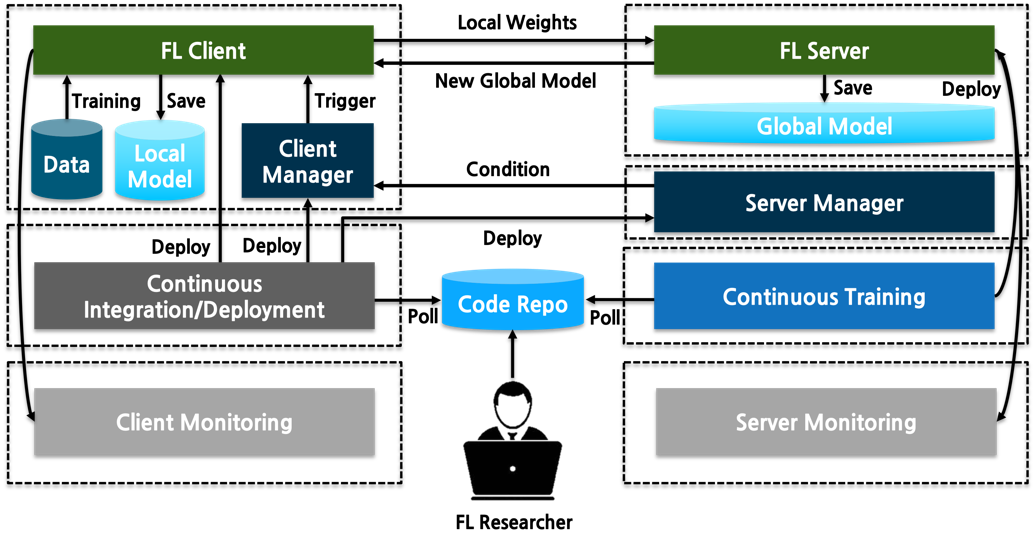 Local Weights
FL Client
FL Server
New Global Model
Training
Save
Trigger
Save
Deploy
Data
Local
Model
Client
Manager
Global Model
Condition
Server Manager
Deploy
Deploy
Deploy
Continuous
Integration/Deployment
Code Repo
Continuous Training
Poll
Poll
Client Monitoring
Server Monitoring
FL Researcher